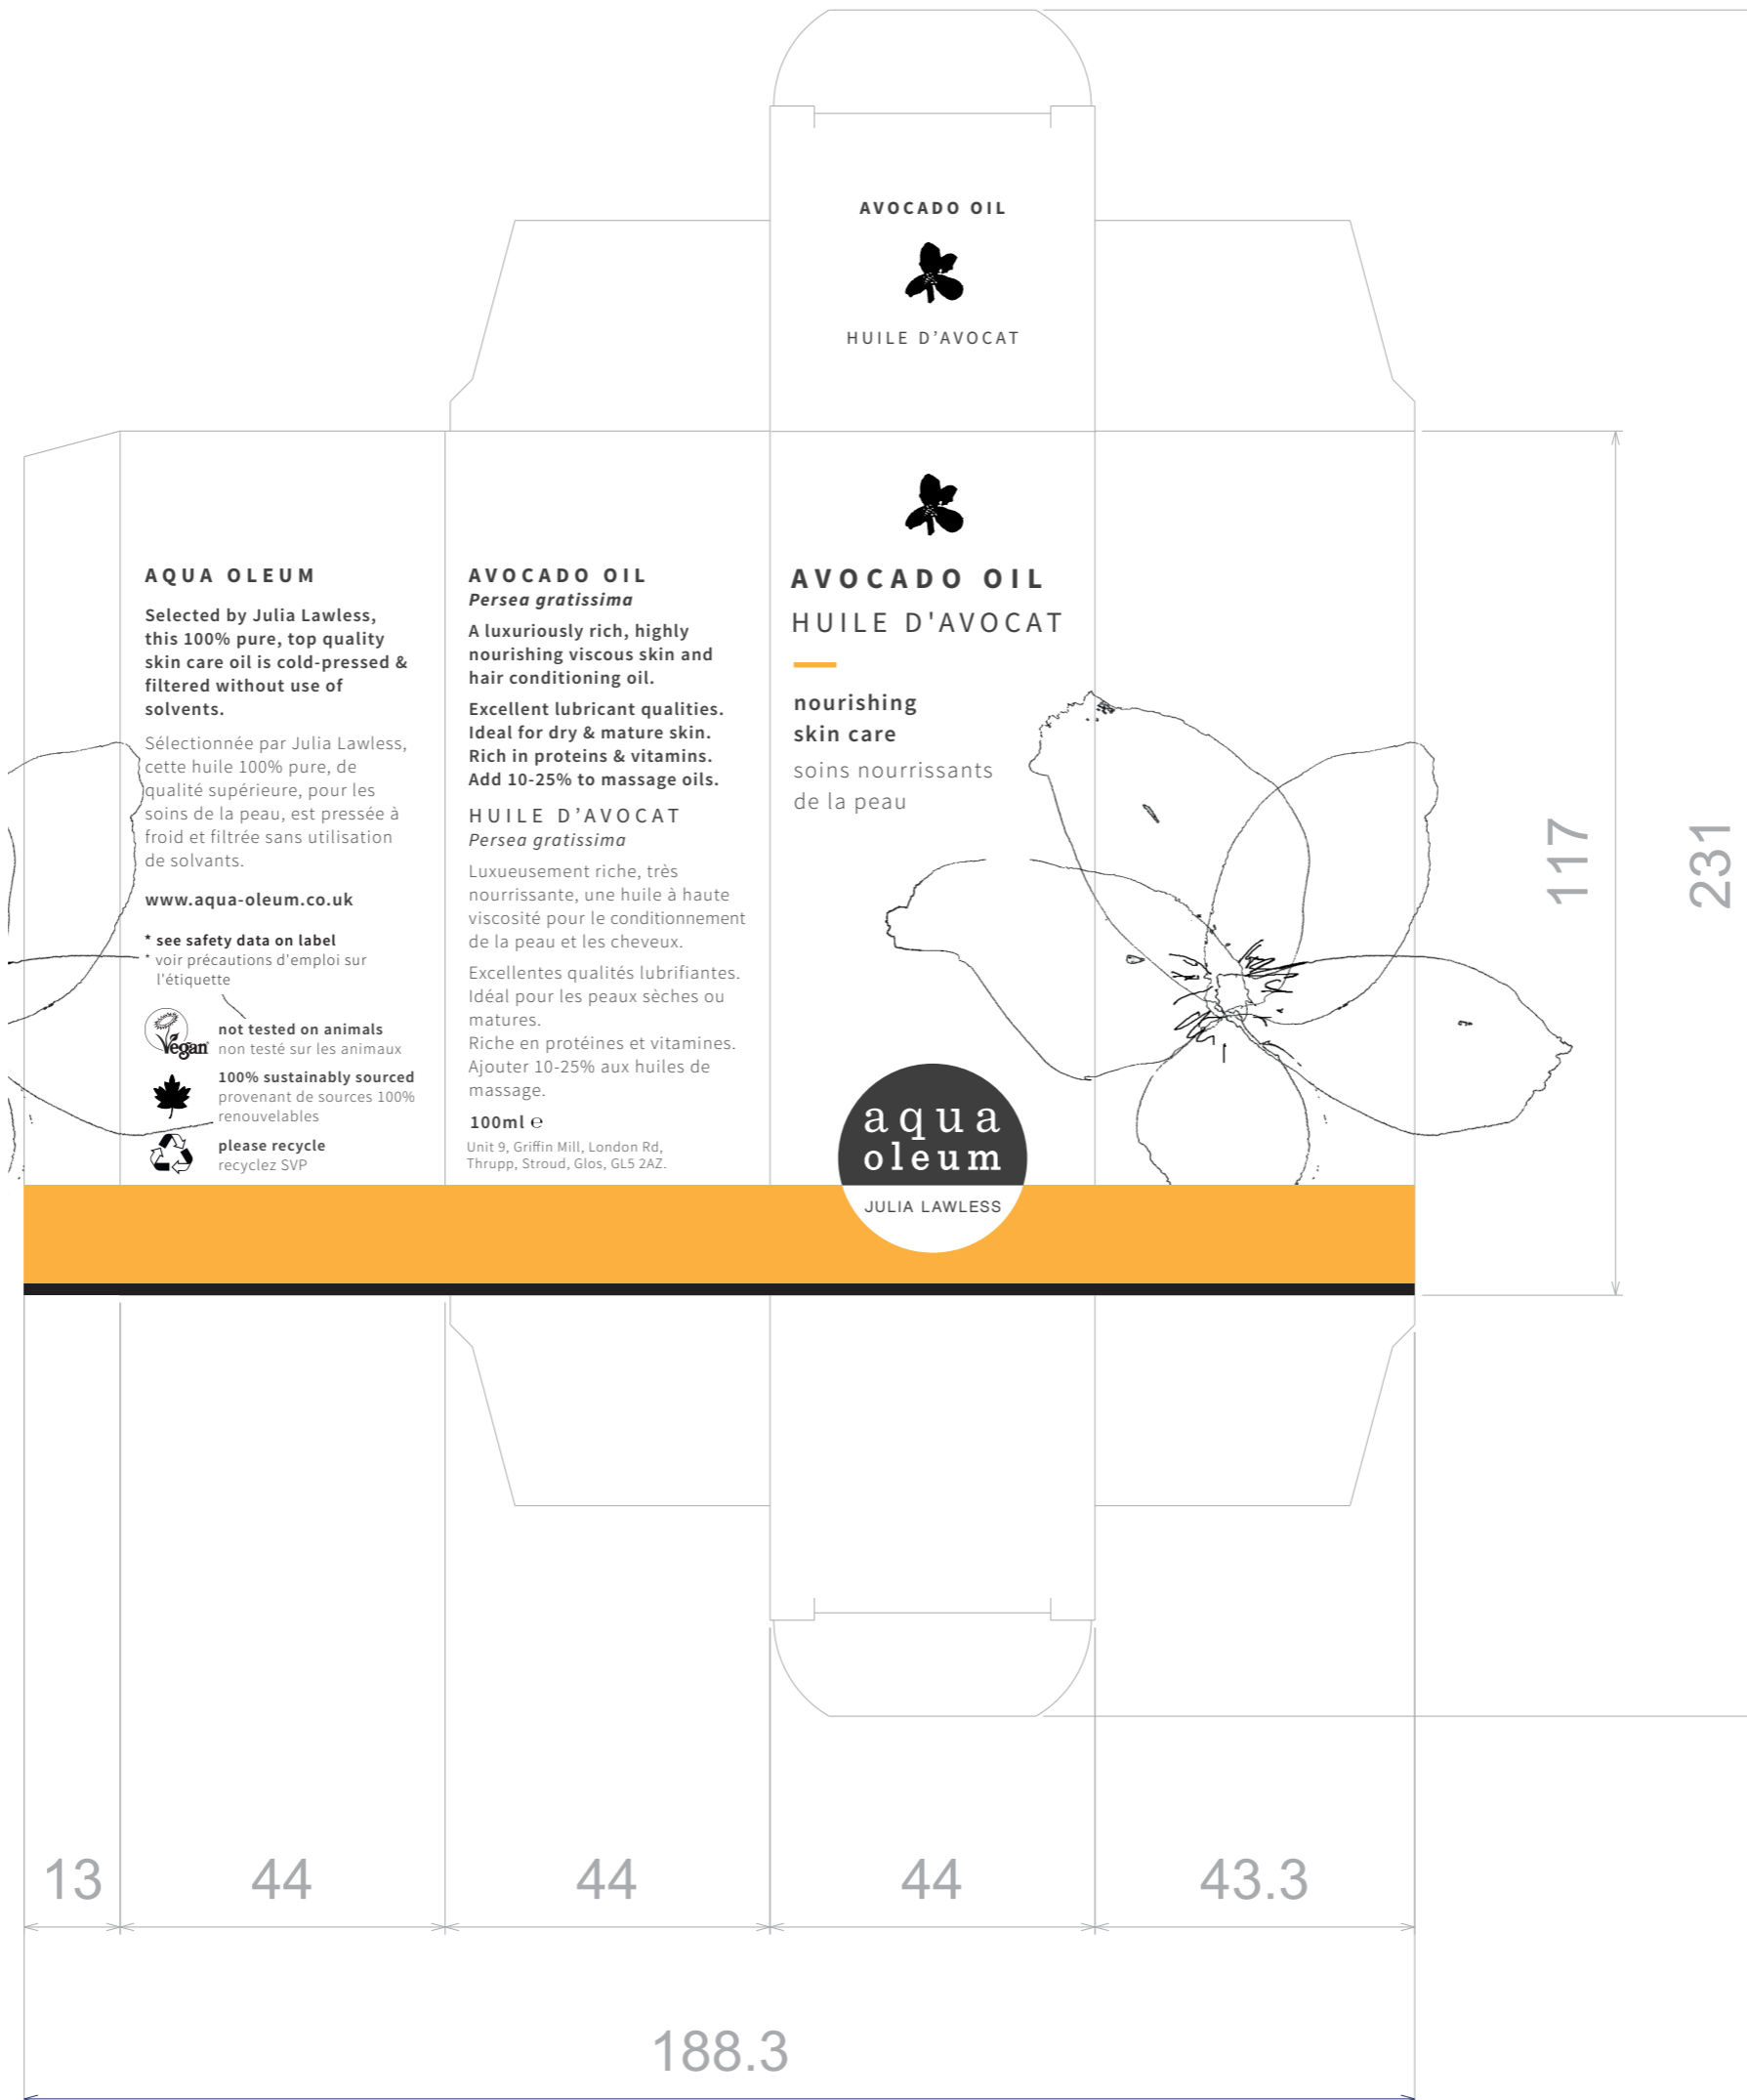 AVOCADO OIL
HUILE D’AVOCAT
AQUA OLEUM
Selected by Julia Lawless,
this 100% pure, top quality
skin care oil is cold-pressed &
filtered without use of
solvents.
Sélectionnée par Julia Lawless,
cette huile 100% pure, de
qualité supérieure, pour les
soins de la peau, est pressée à
froid et filtrée sans utilisation
de solvants.
www.aqua-oleum.co.uk
* see safety data on label
* voir précautions d'emploi sur
l'étiquette
Vegan
not tested on animals
non testé sur les animaux
100% sustainably sourced
provenant de sources 100%
renouvelables
please recycle
recyclez SVP
AVOCADO OIL
Persea gratissima
A luxuriously rich, highly
nourishing viscous skin and
hair conditioning oil.
Excellent lubricant qualities.
Ideal for dry & mature skin.
Rich in proteins & vitamins.
Add 10-25% to massage oils.
HUILE D’AVOCAT
Persea gratissima
Luxueusement riche, très
nourrissante, une huile à haute
viscosité pour le conditionnement
de la peau et les cheveux.
Excellentes qualités lubrifiantes.
Idéal pour les peaux sèches ou
matures.
Riche en protéines et vitamines.
Ajouter 10-25% aux huiles de
massage.
100ml ℮
Unit 9, Griffin Mill, London Rd,
Thrupp, Stroud, Glos, GL5 2AZ.
AVOCADO OIL
HUILE D'AVOCAT
nourishing
skin care
soins nourrissants
de la peau
aqua
oleum
JULIA LAWLESS
117
231
13
44
44
44
43.3
188.3